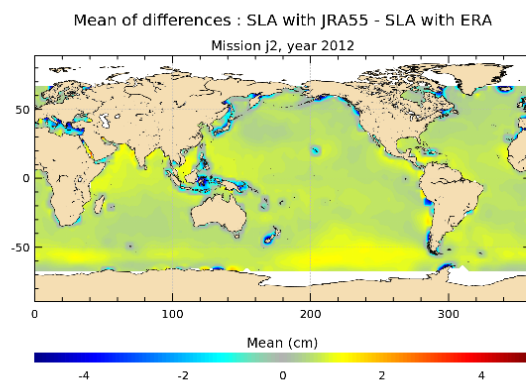 Mean of differences : SLA with JRA55 - SLA with ERA
Mission j2, year 2012
50
0
-50
0 100 200 300
Mean (cm)
-4 -2 0 2 4